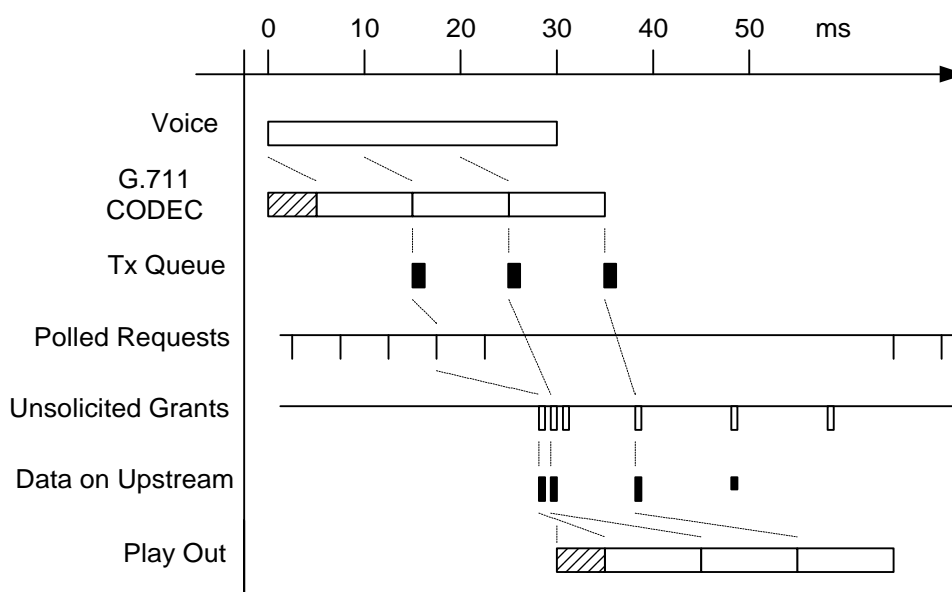 0 10 20 30 40 50 ms
Voice
G.711
CODEC
Tx Queue
Polled Requests
Unsolicited Grants
Data on Upstream
Play Out